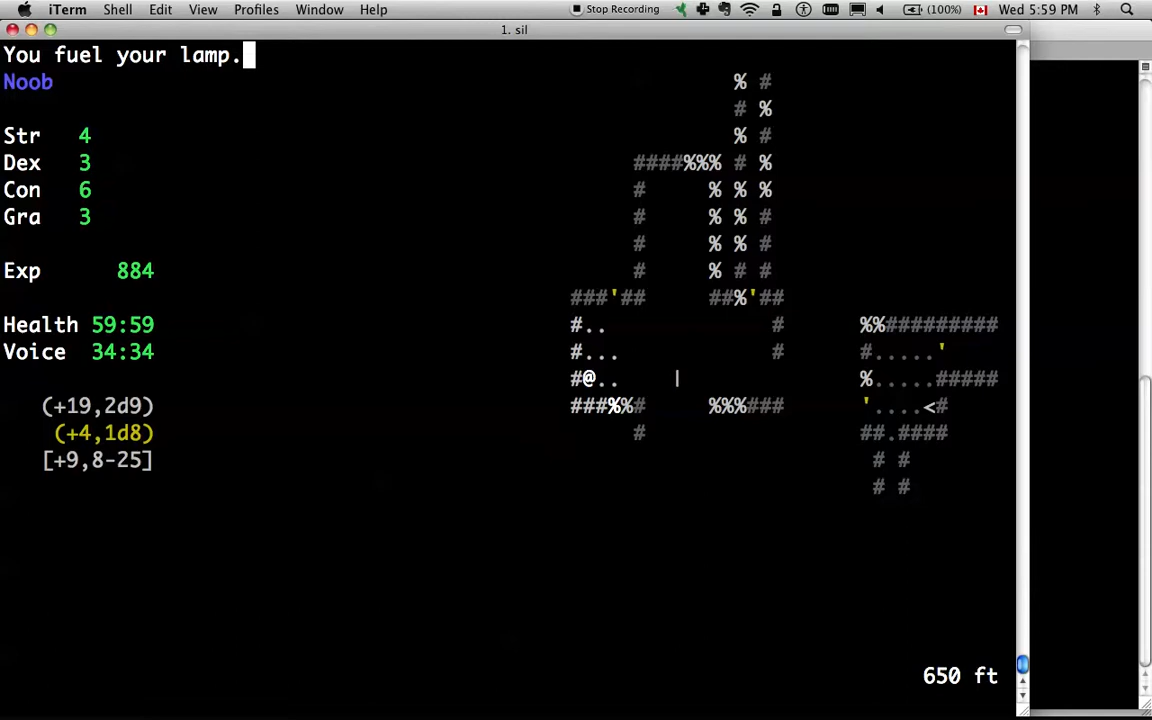 iTerm Shell Edit View Profiles Window Help Stop Recording (100%) Wed 5:59 PM
1. sil
You fuel your lamp.
Noob
% #
# %
Str 4 % #
Dex 3 ####%%% # %
Con 6 # % % %
Gra 3 # % % #
# % % #
Exp 884 # % # #
###'## ##%'##
Health 59:59 #.. # %%#########
Voice 34:34 #... # #.....'
(+19,2d9) #@.. | %.....#####
(+4,1d8) ###%%# %%%### '....<#
[+9,8-25] # ##.####
# #
# #
650 ft